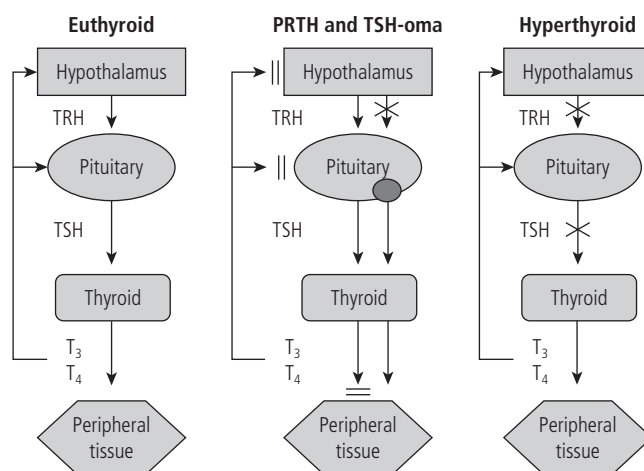 Euthyroid
Hypothalamus
TRH
Pituitary
TSH
Thyroid
T3
T4
Peripheral
tissue
PRTH and TSH-oma
Hypothalamus
TRH
Pituitary
TSH
Thyroid
T3
T4
Peripheral
tissue
Hyperthyroid
Hypothalamus
TRH
Pituitary
TSH
Thyroid
T3
T4
Peripheral
tissue